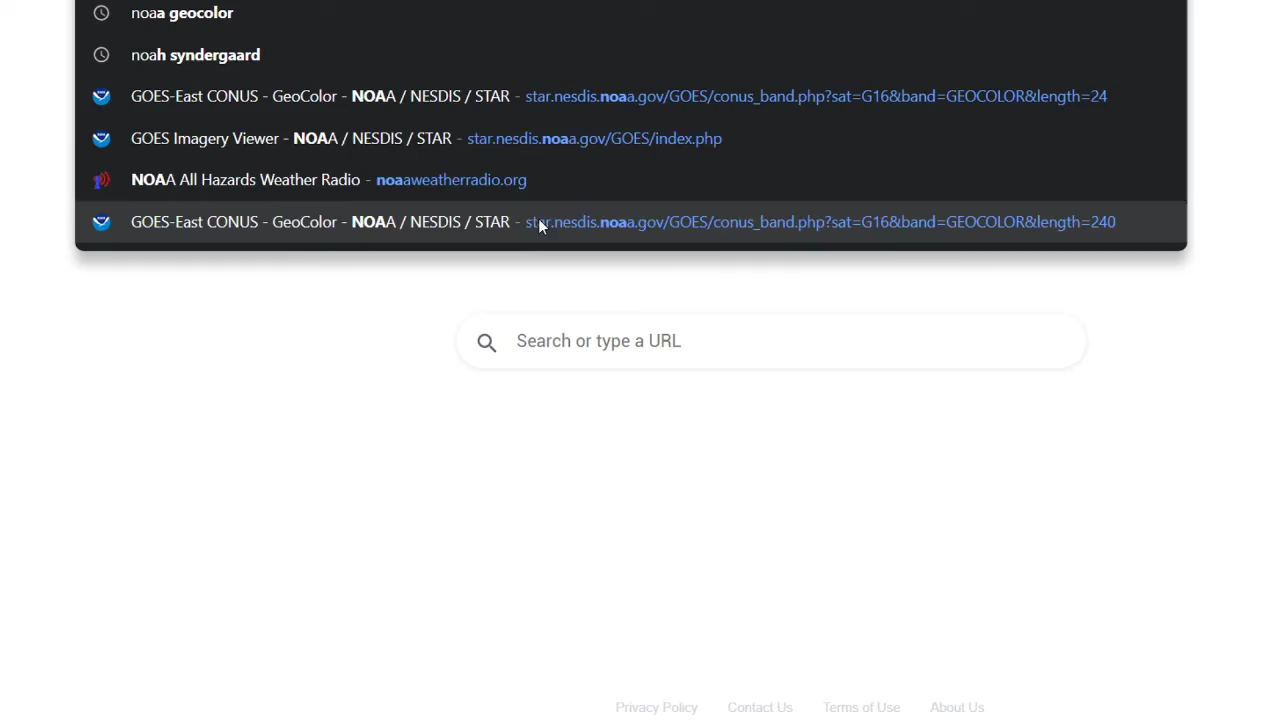 noaa geocolor
noah syndergaard
GOES-East CONUS - GeoColor - NOAA / NESDIS / STAR - star.nesdis.noaa.gov/GOES/conus_band.php?sat=G16&band=GEOCOLOR&length=24
GOES Imagery Viewer - NOAA / NESDIS / STAR - star.nesdis.noaa.gov/GOES/index.php
NOAA All Hazards Weather Radio - noaaweatherradio.org
GOES-East CONUS - GeoColor - NOAA / NESDIS / STAR - star.nesdis.noaa.gov/GOES/conus_band.php?sat=G16&band=GEOCOLOR&length=240
Search or type a URL
Privacy Policy Contact Us Terms of Use About Us